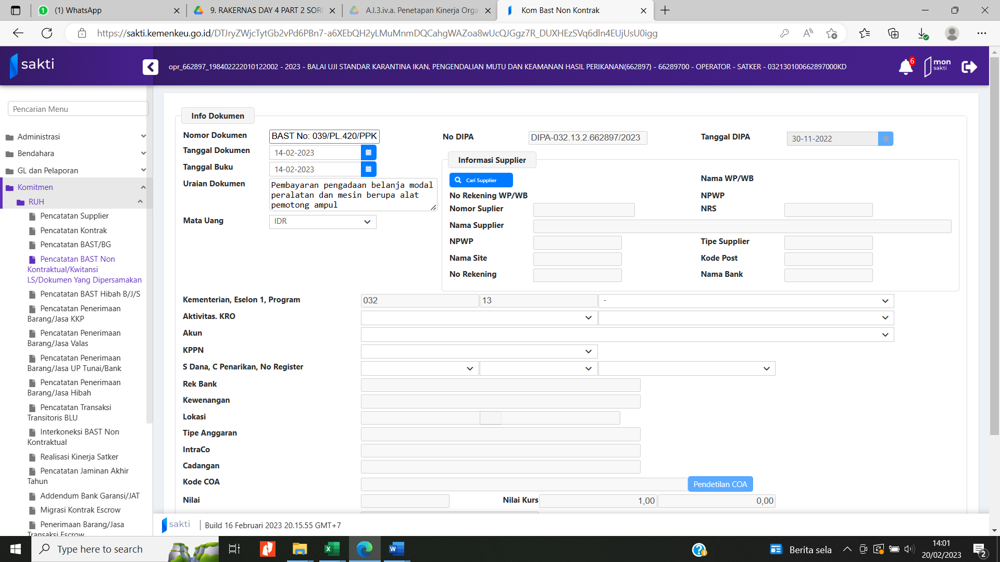 (1) WhatsApp
9. RAKERNAS DAY 4 PART 2 SOR
A.I.3.iv.a. Penetapan Kinerja Orga
Kom Bast Non Kontrak
https://sakti.kemenkeu.go.id/DTJryZWjcTytGb2vPd6PBn7-a6XEbQH2yLMuMnmDQCahgWAZoa8wUcQJGgz7R_DUXHEzSVq6dln4EUjUsU0igg
sakti
opr_662897_198402222010122002 - 2023 - BALAI UJI STANDAR KARANTINA IKAN, PENGENDALIAN MUTU DAN KEAMANAN HASIL PERIKANAN(662897) - 66289700 - OPERATOR - SATKER - 032130100662897000KD
6
mon
sakti
Pencarian Menu
Administrasi
Bendahara
GL dan Pelaporan
Komitmen
RUH
Pencatatan Supplier
Pencatatan Kontrak
Pencatatan BAST/BG
Pencatatan BAST Non
Kontraktual/Kwitansi
LS/Dokumen Yang Dipersamakan
Pencatatan BAST Hibah B/J/S
Pencatatan Penerimaan
Barang/Jasa KKP
Pencatatan Penerimaan
Barang/Jasa Valas
Pencatatan Penerimaan
Barang/Jasa UP Tunai/Bank
Pencatatan Penerimaan
Barang/Jasa Hibah
Pencatatan Transaksi
Transitoris BLU
Interkoneksi BAST Non
Kontraktual
Realisasi Kinerja Satker
Pencatatan Jaminan Akhir
Tahun
Addendum Bank Garansi/JAT
Migrasi Kontrak Escrow
Penerimaan Barang/Jasa
Transaksi Escrow
Info Dokumen
Nomor Dokumen
BAST No: 039/PL.420/PPK
No DIPA
DIPA-032.13.2.662897/2023
Tanggal DIPA
30-11-2022
Tanggal Dokumen
14-02-2023
Tanggal Buku
14-02-2023
Uraian Dokumen
Pembayaran pengadaan belanja modal
peralatan dan mesin berupa alat
pemotong ampul
Mata Uang
IDR
Informasi Supplier
Cari Supplier
Nama WP/WB
No Rekening WP/WB
NPWP
Nomor Suplier
NRS
Nama Supplier
NPWP
Tipe Supplier
Nama Site
Kode Post
No Rekening
Nama Bank
Kementerian, Eselon 1, Program
032
13
-
Aktivitas. KRO
Akun
KPPN
S Dana, C Penarikan, No Register
Rek Bank
Kewenangan
Lokasi
Tipe Anggaran
IntraCo
Cadangan
Kode COA
Pendetilan COA
Nilai
Nilai Kurs
1,00
0,00
sakti
Build 16 Februari 2023 20.15.55 GMT+7
Type here to search
Berita sela
14:01
20/02/2023
2